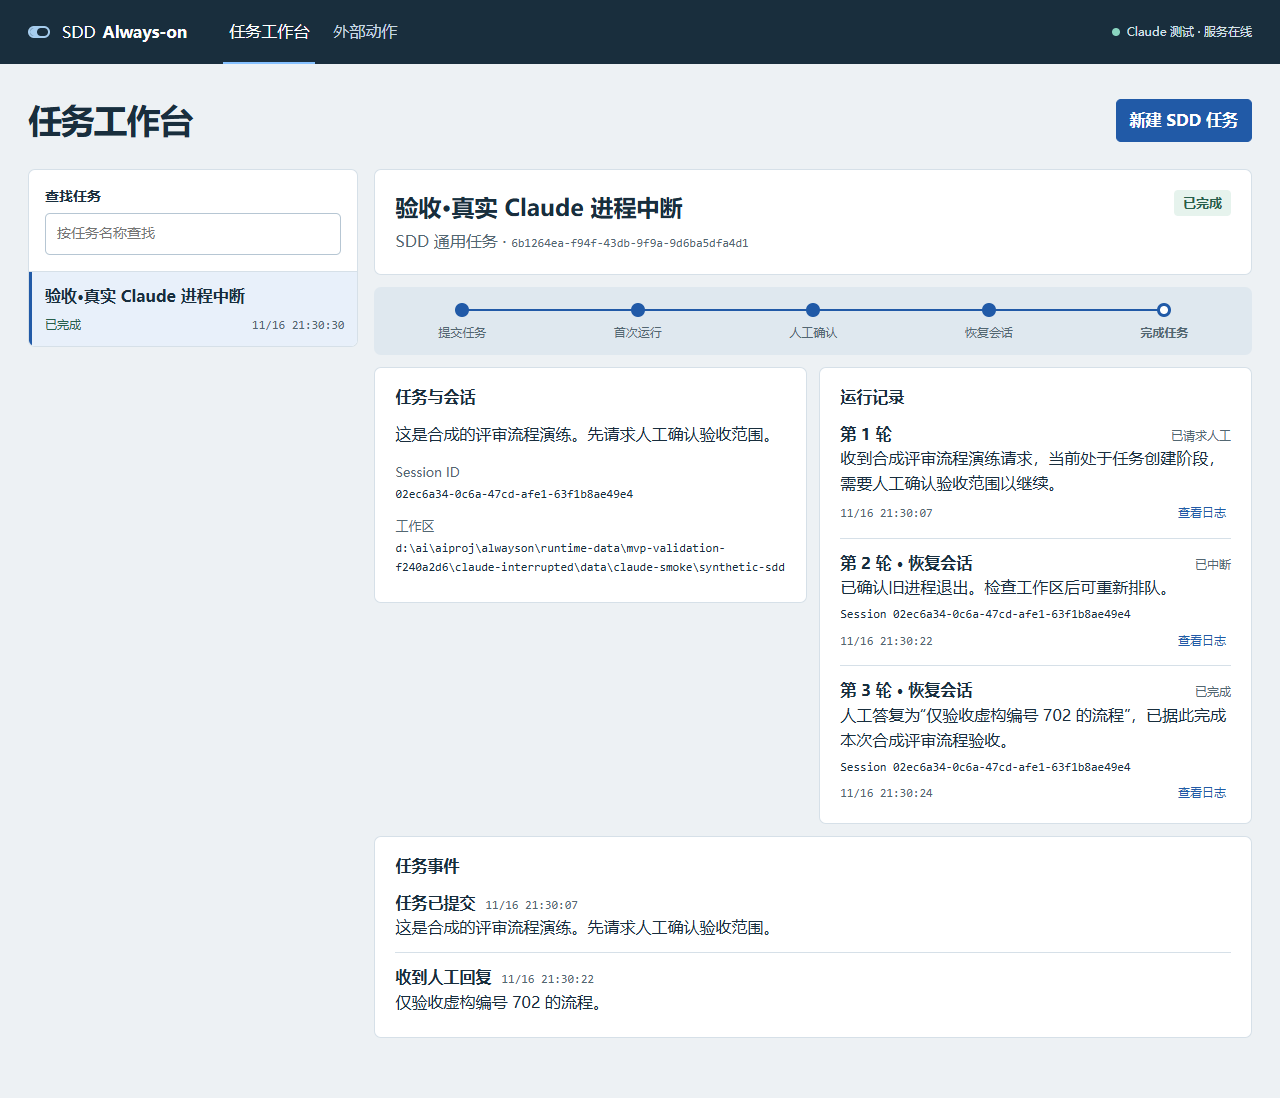 SDD Always-on
任务工作台
外部动作
Claude 测试 · 服务在线
任务工作台
新建 SDD 任务
查找任务
按任务名称查找
验收•真实 Claude 进程中断
已完成
11/16 21:30:30
验收•真实 Claude 进程中断
已完成
SDD 通用任务 · 6b1264ea-f94f-43db-9f9a-9d6ba5dfa4d1
提交任务
首次运行
人工确认
恢复会话
完成任务
任务与会话
这是合成的评审流程演练。先请求人工确认验收范围。
Session ID
02ec6a34-0c6a-47cd-afe1-63f1b8ae49e4
工作区
d:\ai\aiproj\alwayson\runtime-data\mvp-validation-
f240a2d6\claude-interrupted\data\claude-smoke\synthetic-sdd
运行记录
第 1 轮
已请求人工
收到合成评审流程演练请求，当前处于任务创建阶段，
需要人工确认验收范围以继续。
11/16 21:30:07
查看日志
第 2 轮 • 恢复会话
已中断
已确认旧进程退出。检查工作区后可重新排队。
Session 02ec6a34-0c6a-47cd-afe1-63f1b8ae49e4
11/16 21:30:22
查看日志
第 3 轮 • 恢复会话
已完成
人工答复为“仅验收虚构编号 702 的流程”，已据此完成
本次合成评审流程验收。
Session 02ec6a34-0c6a-47cd-afe1-63f1b8ae49e4
11/16 21:30:24
查看日志
任务事件
任务已提交 11/16 21:30:07
这是合成的评审流程演练。先请求人工确认验收范围。
收到人工回复 11/16 21:30:22
仅验收虚构编号 702 的流程。